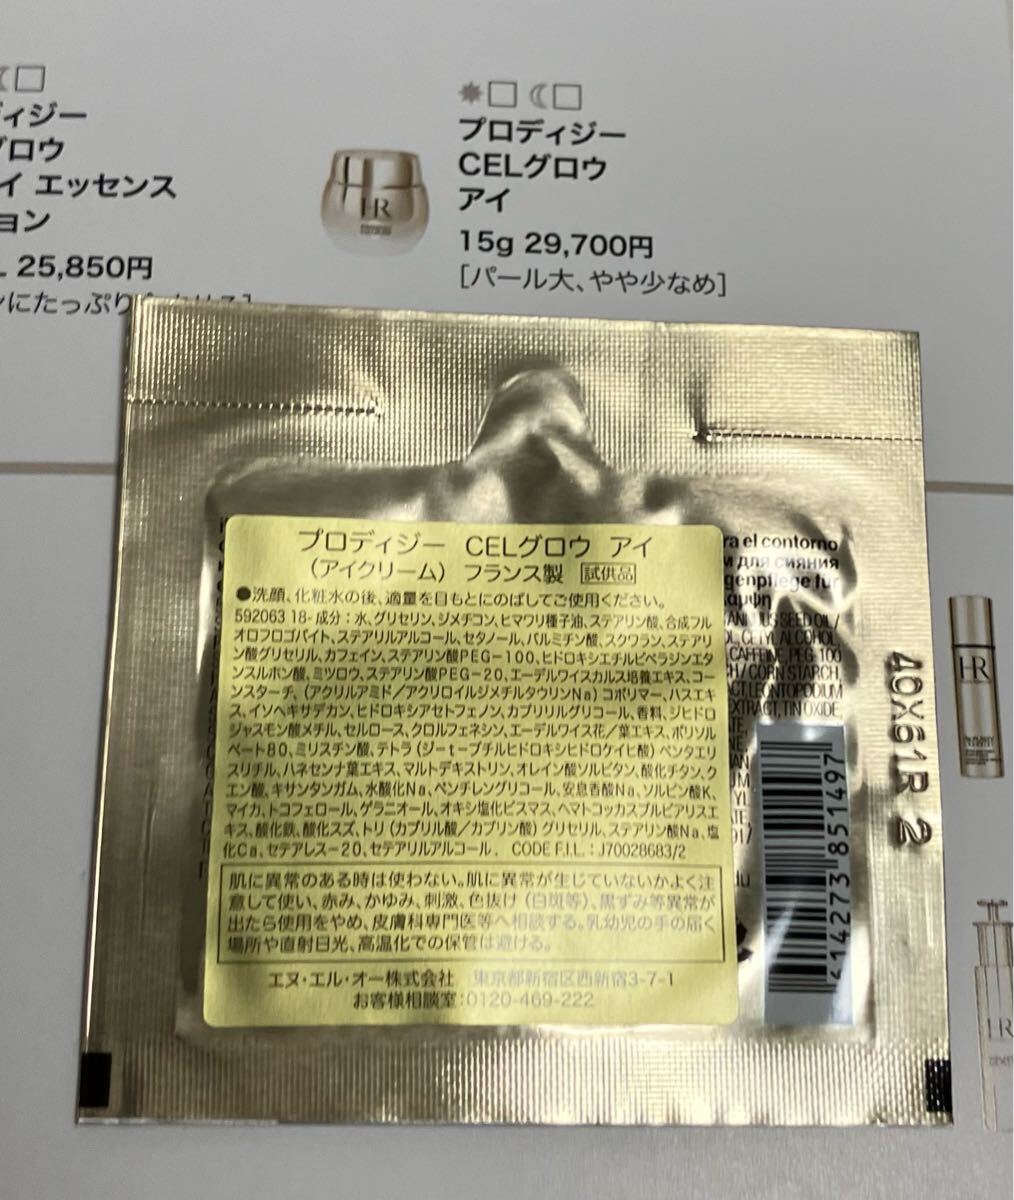 ィジー
グロウ
イ エッセンス
ョン
25,850円
プロディジー
CELグロウ
アイ
15g 29,700円
[パール大、やや少なめ]
HR
プロディジー CELグロウ アイ
(アイクリーム) フランス製 試供品
●洗顔、化粧水の後、適量を目もとにのばしてご使用ください。
592063 18- 成分:水、グリセリン、ジメチコン、ヒマワリ種子油、ステアリン酸、合成フル
オロフロゴパイト、ステアリルアルコール、セタノール、パルミチン酸、スクワラン、ステアリ
ン酸グリセリル、カフェイン、ステアリン酸PEG-100、ヒドロキシエチルピペラジンエタ
ンスルホン酸、ミツロウ、ステアリン酸PEG-20、エーデルワイスカルス培養エキス、コー
ンスターチ、(アクリルアミド/アクリロイルジメチルタウリンNa)コポリマー、ハスエキ
ス、イソヘキサデカン、ヒドロキシアセトフェノン、カプリリルグリコール、香料、ジヒドロ
ジャスモン酸メチル、セルロース、クロルフェネシン、エーデルワイス花/葉エキス、ポリソル
ベート80、ミリスチン酸、テトラ(ジ-t-ブチルヒドロキシヒドロケイヒ酸)ペンタエリ
スリチル、ハネセンナ葉エキス、マルトデキストリン、オレイン酸ソルビタン、酸化チタン、ク
エン酸、キサンタンガム、水酸化Na、ペンチレングリコール、安息香酸Na、ソルビン酸K、
マイカ、トコフェロール、ゲラニオール、オキシ塩化ビスマス、ヘマトコッカスプルビアリスエ
キス、酸化鉄、酸化スズ、トリ(カプリル酸/カプリン酸)グリセリル、ステアリン酸Na、塩
化Ca、セテアレス-20、セテアリルアルコール. CODE F.I.L.: J70028683/2
肌に異常のある時は使わない。肌に異常が生じていないかよく注
意して使い、赤み、かゆみ、刺激、色抜け(白斑等)、黒ずみ等異常が
出たら使用をやめ、皮膚科専門医等へ相談する。乳幼児の手の届く
場所や直射日光、高温化での保管は避ける。
エヌ・エル・オー株式会社 東京都新宿区西新宿3-7-1
お客様相談室:0120-469-222
ra el contorno
для сияния
CETYL ALCOHOL,
CAFFEINE, PEG-100
CORN STARCH,
LEONTOPODIUM
EXTRACT, TIN OXIDE,
4 14273 851497
40X61R 2
HR
HR